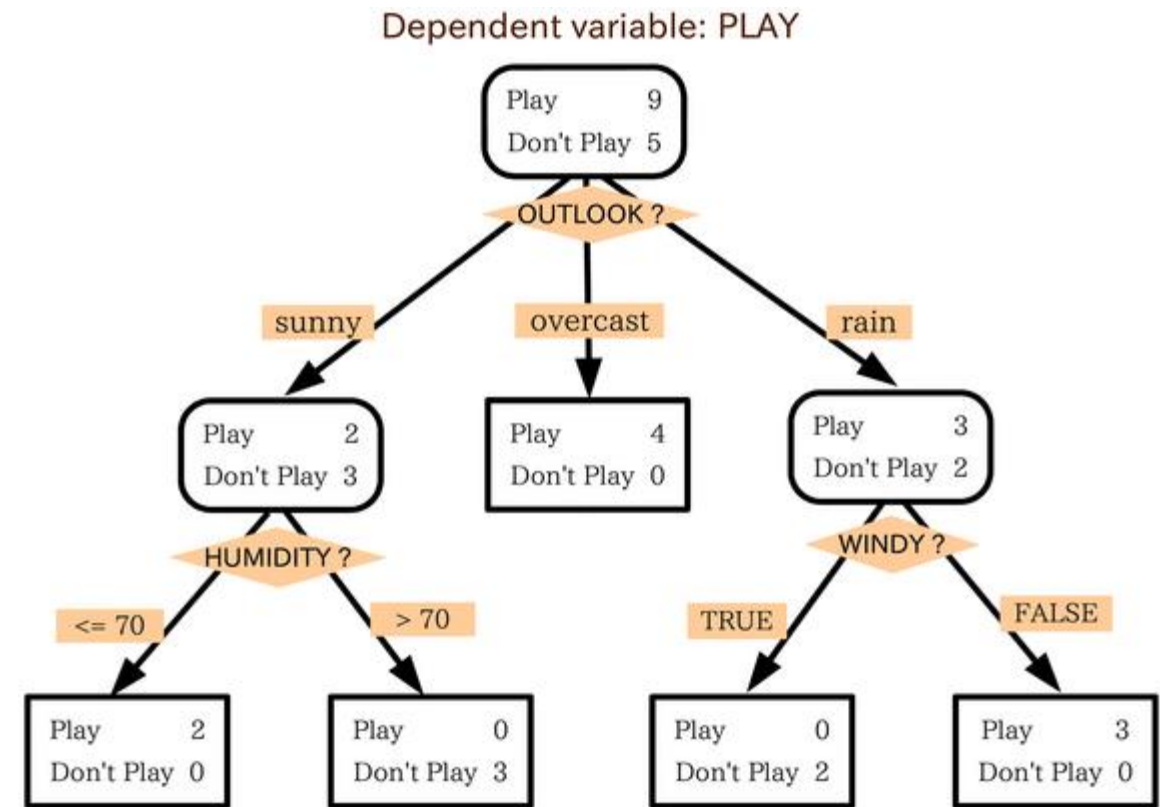 Dependent variable: PLAY
Play 9
Don't Play 5
OUTLOOK ?
sunny
overcast
rain
Play 2
Don't Play 3
Play 4
Don't Play 0
Play 3
Don't Play 2
HUMIDITY ?
WINDY ?
<= 70
> 70
TRUE
FALSE
Play 2
Don't Play 0
Play 0
Don't Play 3
Play 0
Don't Play 2
Play 3
Don't Play 0